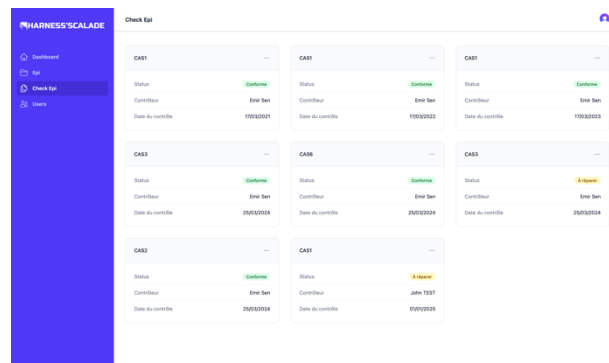 HARNESS'SCALADE
Dashboard
Epi
Check Epi
Users
Check Epi
CAS1 ...
Status Conforme
Contrôleur Emir Sen
Date du contrôle 17/03/2021
CAS1 ...
Status Conforme
Contrôleur Emir Sen
Date du contrôle 17/03/2022
CAS1 ...
Status Conforme
Contrôleur Emir Sen
Date du contrôle 17/03/2023
CAS3 ...
Status Conforme
Contrôleur Emir Sen
Date du contrôle 25/03/2024
CAS6 ...
Status Conforme
Contrôleur Emir Sen
Date du contrôle 25/03/2024
CAS3 ...
Status À réparer
Contrôleur Emir Sen
Date du contrôle 25/03/2024
CAS2 ...
Status Conforme
Contrôleur Emir Sen
Date du contrôle 25/03/2024
CAS1 ...
Status À réparer
Contrôleur John TEST
Date du contrôle 01/01/2025